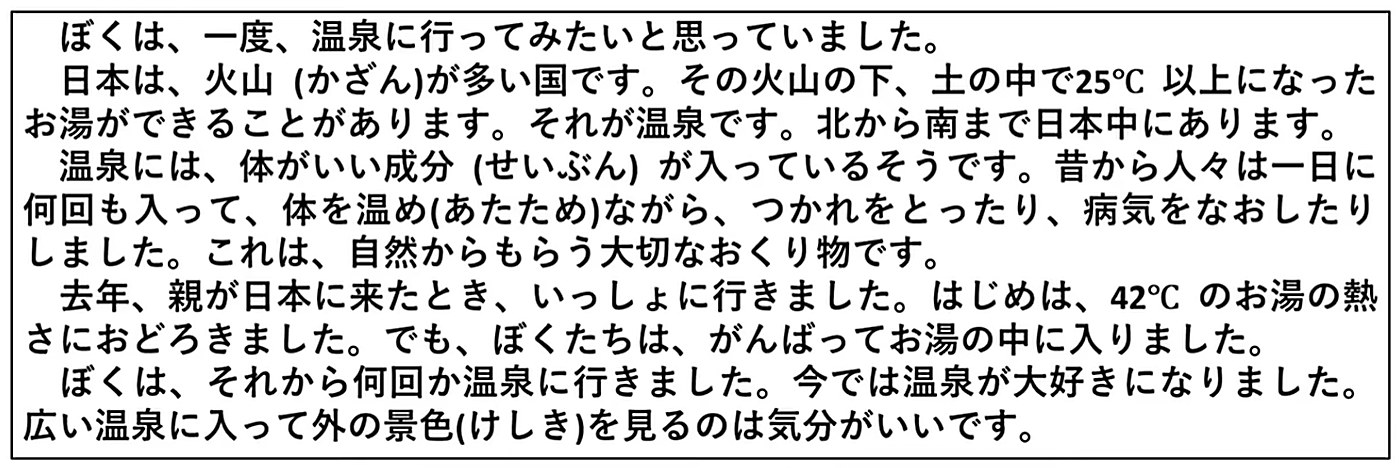 ぼくは、一度、温泉に行ってみたいと思っていました。
日本は、火山 (かざん)が多い国です。その火山の下、土の中で25℃ 以上になった
お湯ができることがあります。それが温泉です。北から南まで日本中にあります。
温泉には、体がいい成分 (せいぶん) が入っているそうです。昔から人々は一日に
何回も入って、体を温め(あたため)ながら、つかれをとったり、病気をなおしたり
しました。これは、自然からもらう大切なおくり物です。
去年、親が日本に来たとき、いっしょに行きました。はじめは、42℃ のお湯の熱
さにおどろきました。でも、ぼくたちは、がんばってお湯の中に入りました。
ぼくは、それから何回か温泉に行きました。今では温泉が大好きになりました。
広い温泉に入って外の景色(けしき)を見るのは気分がいいです。